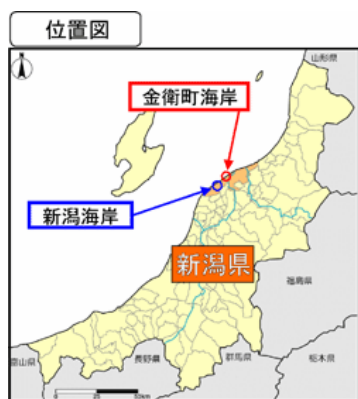 位置図
山形県
金衛町海岸
新潟海岸
新潟県
福島県
富山県
長野県
群馬県
栃木県